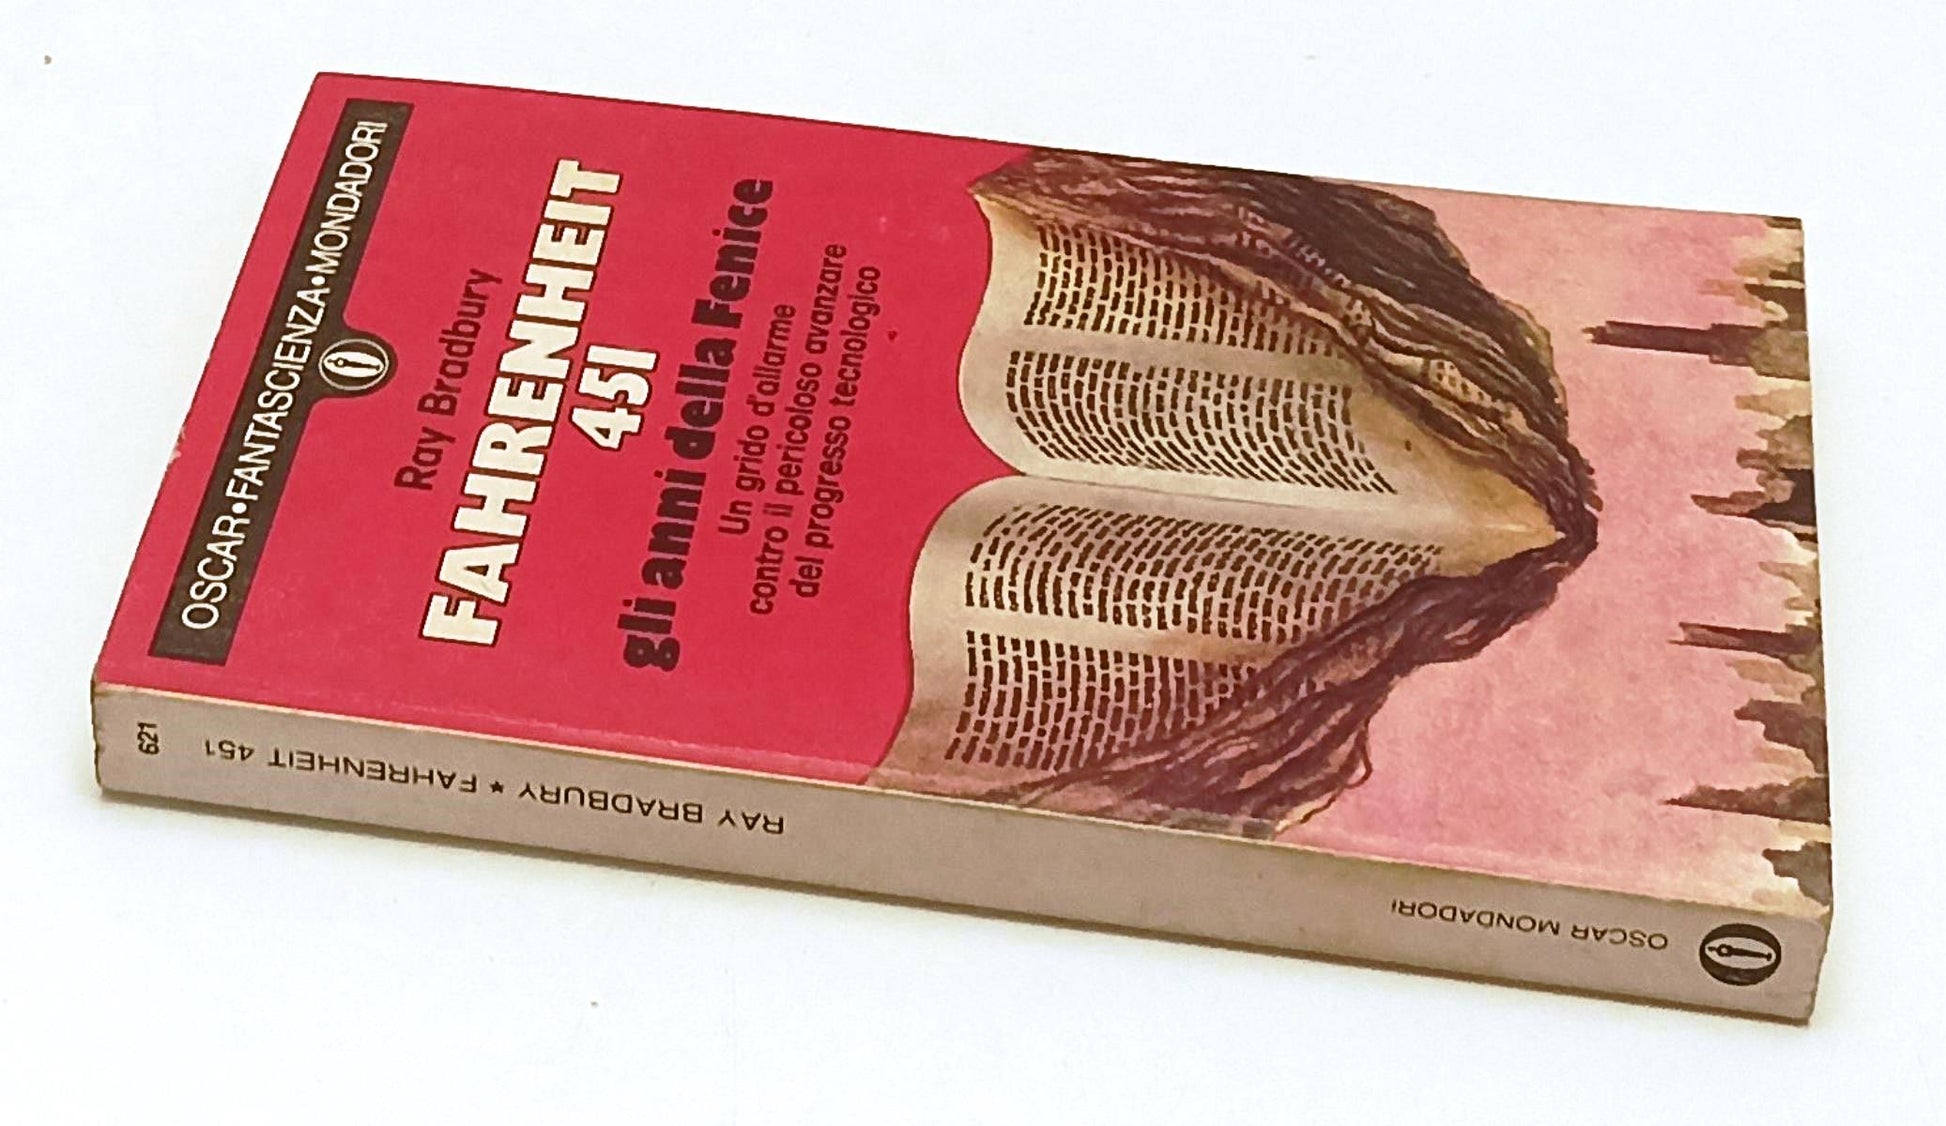 OSCAR•FANTASCIENZA•MONDADORI
Ray Bradbury
FAHRENHEIT
451
gli anni della Fenice
Un grido d'allarme
contro il pericoloso avanzare
del progresso tecnologico
621
RAY BRADBURY * FAHRENHEIT 451
OSCAR MONDADORI